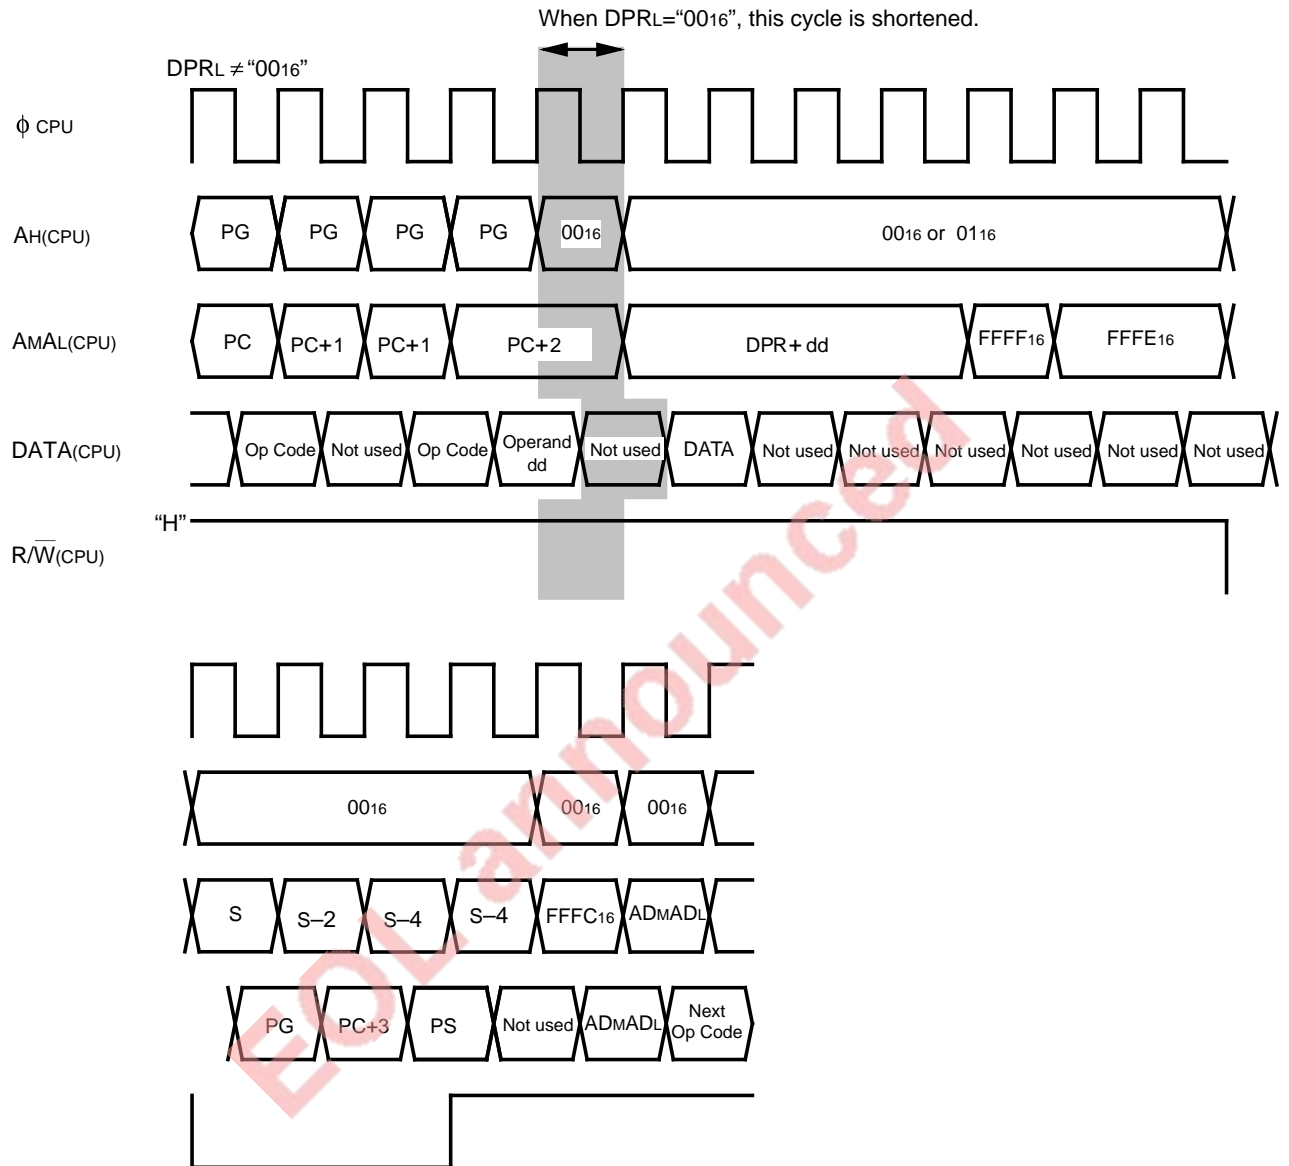 When DPRL=“0016”, this cycle is shortened.
DPRL ≠ “0016”
ϕ CPU
AH(CPU) PG PG PG PG 0016 0016 or 0116
AMAL(CPU) PC PC+1 PC+1 PC+2 DPR+ dd FFFF16 FFFE16
DATA(CPU) Op Code Not used Op Code Operand dd Not used DATA Not used Not used Not used Not used Not used Not used
“H”
R/W̅(CPU)
0016 0016 0016
S S–2 S–4 S–4 FFFC16 ADMADL
PG PC+3 PS Not used ADMADL Next Op Code
EOL announced